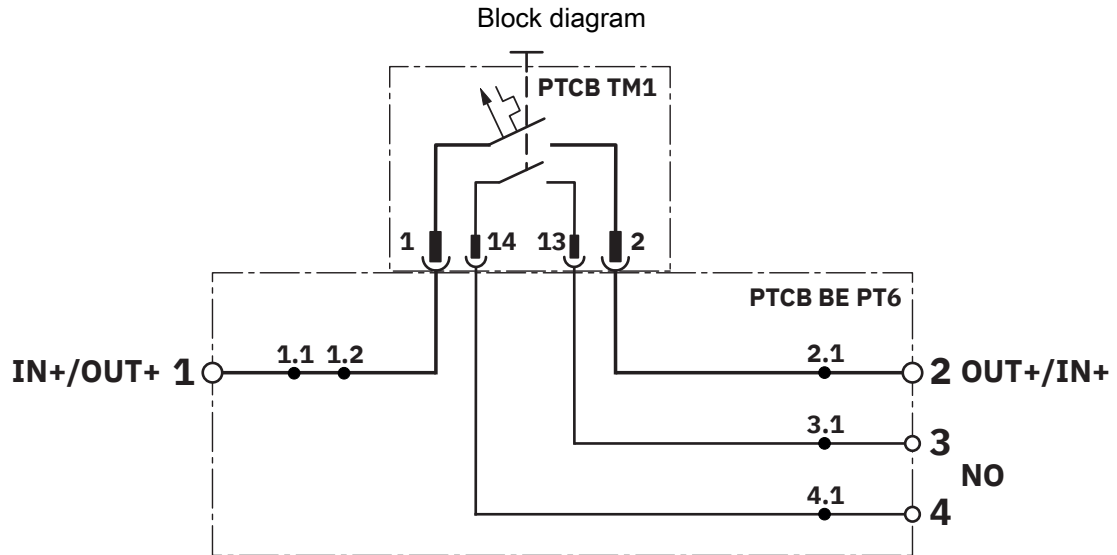 Block diagram
PTCB TM1
1 14 13 2
PTCB BE PT6
IN+/OUT+ 1 1.1 1.2 2.1 2 OUT+/IN+
3.1 3
NO
4.1 4